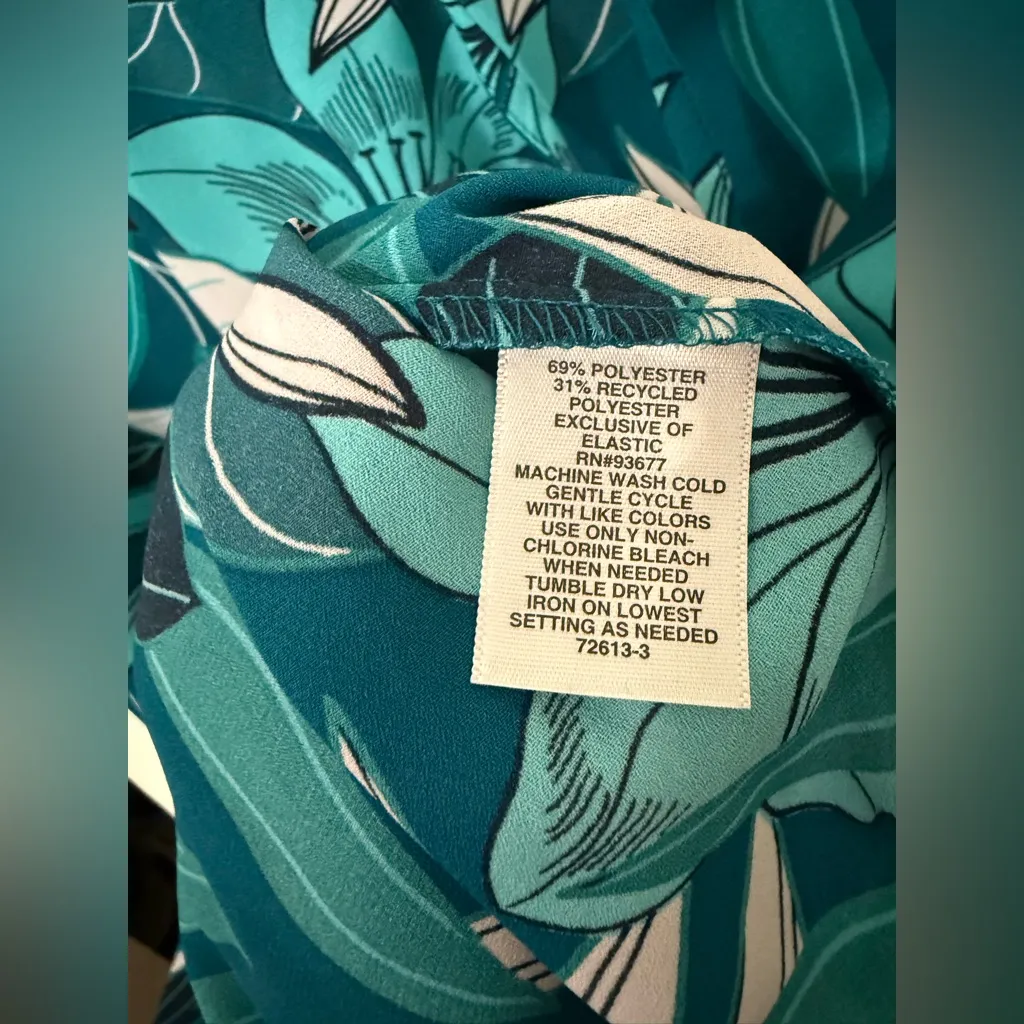 69% POLYESTER
31% RECYCLED
POLYESTER
EXCLUSIVE OF
ELASTIC
RN#93677
MACHINE WASH COLD
GENTLE CYCLE
WITH LIKE COLORS
USE ONLY NON-
CHLORINE BLEACH
WHEN NEEDED
TUMBLE DRY LOW
IRON ON LOWEST
SETTING AS NEEDED
72613-3